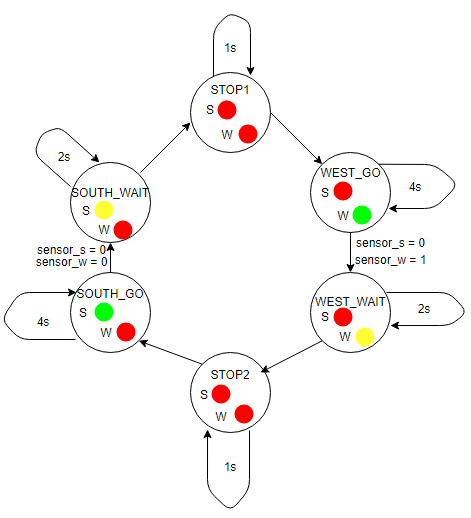 1s
STOP1
S
W
2s
SOUTH_WAIT
S
W
WEST_GO
S
W
4s
sensor_s = 0
sensor_w = 0
sensor_s = 0
sensor_w = 1
SOUTH_GO
S
W
4s
WEST_WAIT
S
W
2s
STOP2
S
W
1s